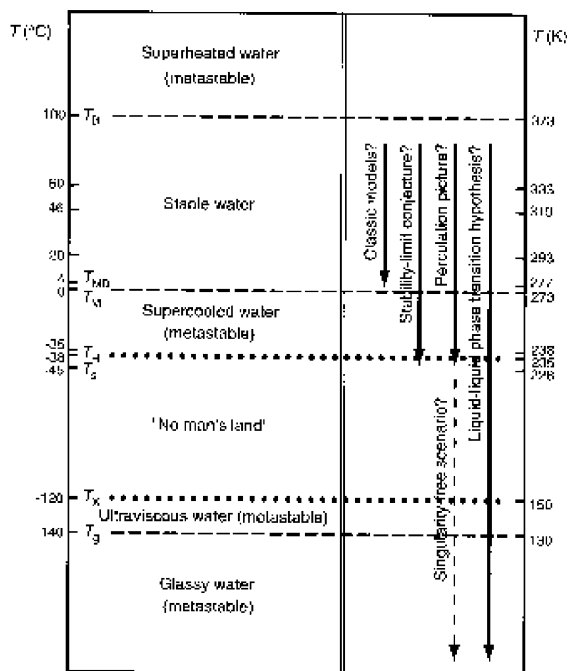 T (°C)
T (K)
Superheated water
(metastable)
100
T_B
373
60
46
Stable water
333
319
20
293
4
T_MD
277
0
T_M
273
Supercooled water
(metastable)
-35
-38
T_H
238
235
-45
T_s
228
'No man's land'
-120
T_X
150
Ultraviscous water (metastable)
140
T_g
130
Glassy water
(metastable)
Classic models?
Stability-limit conjecture?
Perculation picture?
Liquid-liquid phase transition hypothesis?
Singularity-free scenario?